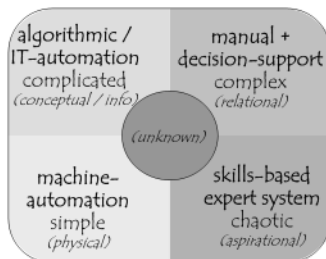 algorithmic /
IT-automation
complicated
(conceptual / info)
manual +
decision-support
complex
(relational)
(unknown)
machine-
automation
simple
(physical)
skills-based
expert system
chaotic
(aspirational)